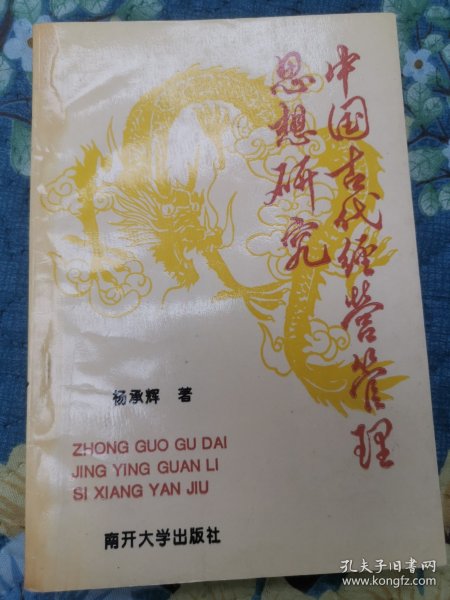 中国古代经营管理
思想研究
杨承辉 著
ZHONG GUO GU DAI
JING YING GUAN LI
SI XIANG YAN JIU
南开大学出版社
孔夫子旧书网
www.kongfz.com